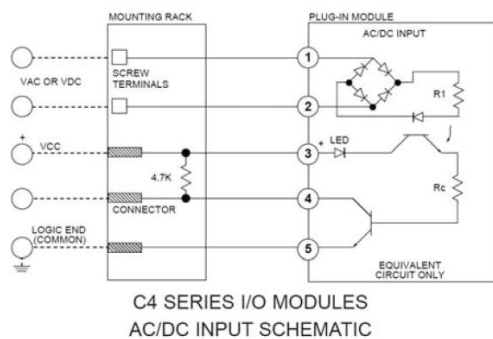 MOUNTING RACK
PLUG-IN MODULE
AC/DC INPUT
1
VAC OR VDC
SCREW
TERMINALS
R1
2
+
VCC
3
+
LED
4.7K
Rc
CONNECTOR
4
LOGIC END
(COMMON)
5
EQUIVALENT
CIRCUIT ONLY
C4 SERIES I/O MODULES
AC/DC INPUT SCHEMATIC